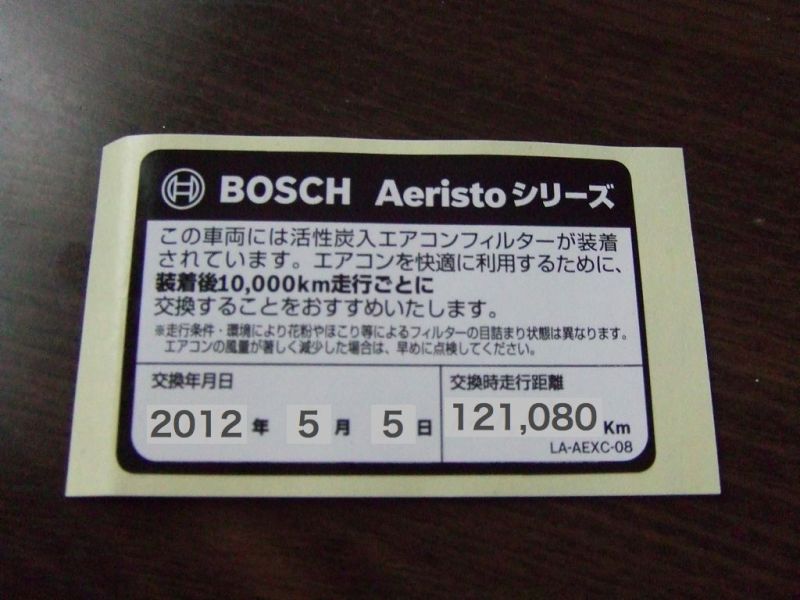 BOSCH Aeristoシリーズ
この車両には活性炭入エアコンフィルターが装着
されています。エアコンを快適に利用するために、
装着後10,000km走行ごとに
交換することをおすすめいたします。
※走行条件・環境により花粉やほこり等によるフィルターの目詰まり状態は異なります。
エアコンの風量が著しく減少した場合は、早めに点検してください。
交換年月日
2012 年 5 月 5 日
交換時走行距離
121,080 Km
LA-AEXC-08